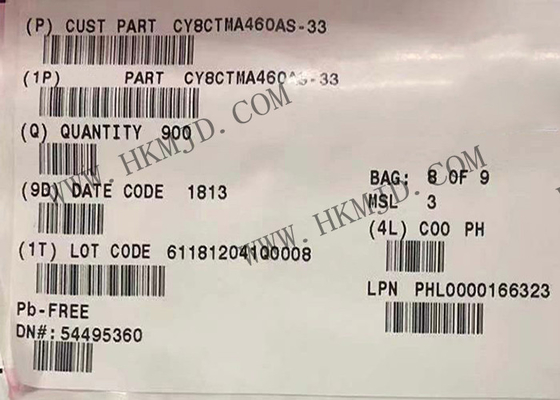 (P) CUST PART CY8CTMA460AS-33
(1P) PART CY8CTMA460AS-33
(Q) QUANTITY 900
(9D) DATE CODE 1813
(1T) LOT CODE 611812041Q0008
Pb-FREE
DN#: 54495360
BAG: 8 OF 9
MSL 3
(4L) COO PH
LPN PHL0000166323
WWW.HKMJD.COM
WWW.HKMJD.COM